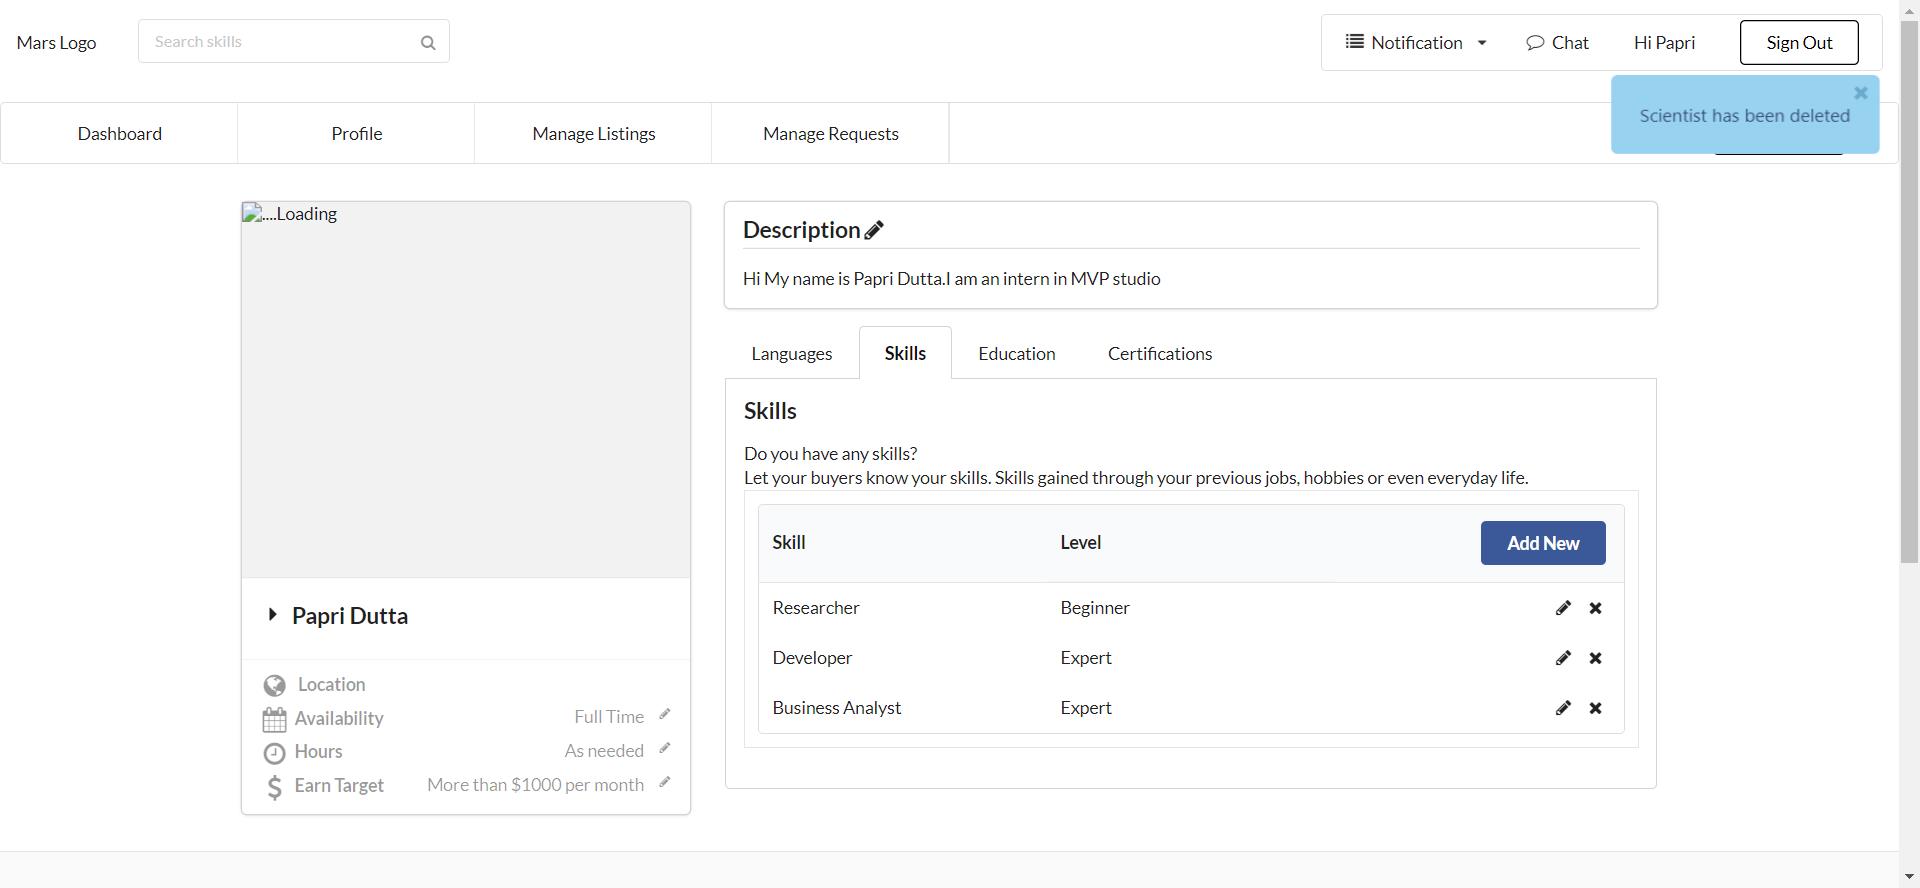 Mars Logo
Search skills
Notification
Chat
Hi Papri
Sign Out
Scientist has been deleted
Dashboard
Profile
Manage Listings
Manage Requests
....Loading
Papri Dutta
Location
Availability Full Time
Hours As needed
Earn Target More than $1000 per month
Description
Hi My name is Papri Dutta.I am an intern in MVP studio
Languages
Skills
Education
Certifications
Skills
Do you have any skills?
Let your buyers know your skills. Skills gained through your previous jobs, hobbies or even everyday life.
Skill Level Add New
Researcher Beginner
Developer Expert
Business Analyst Expert